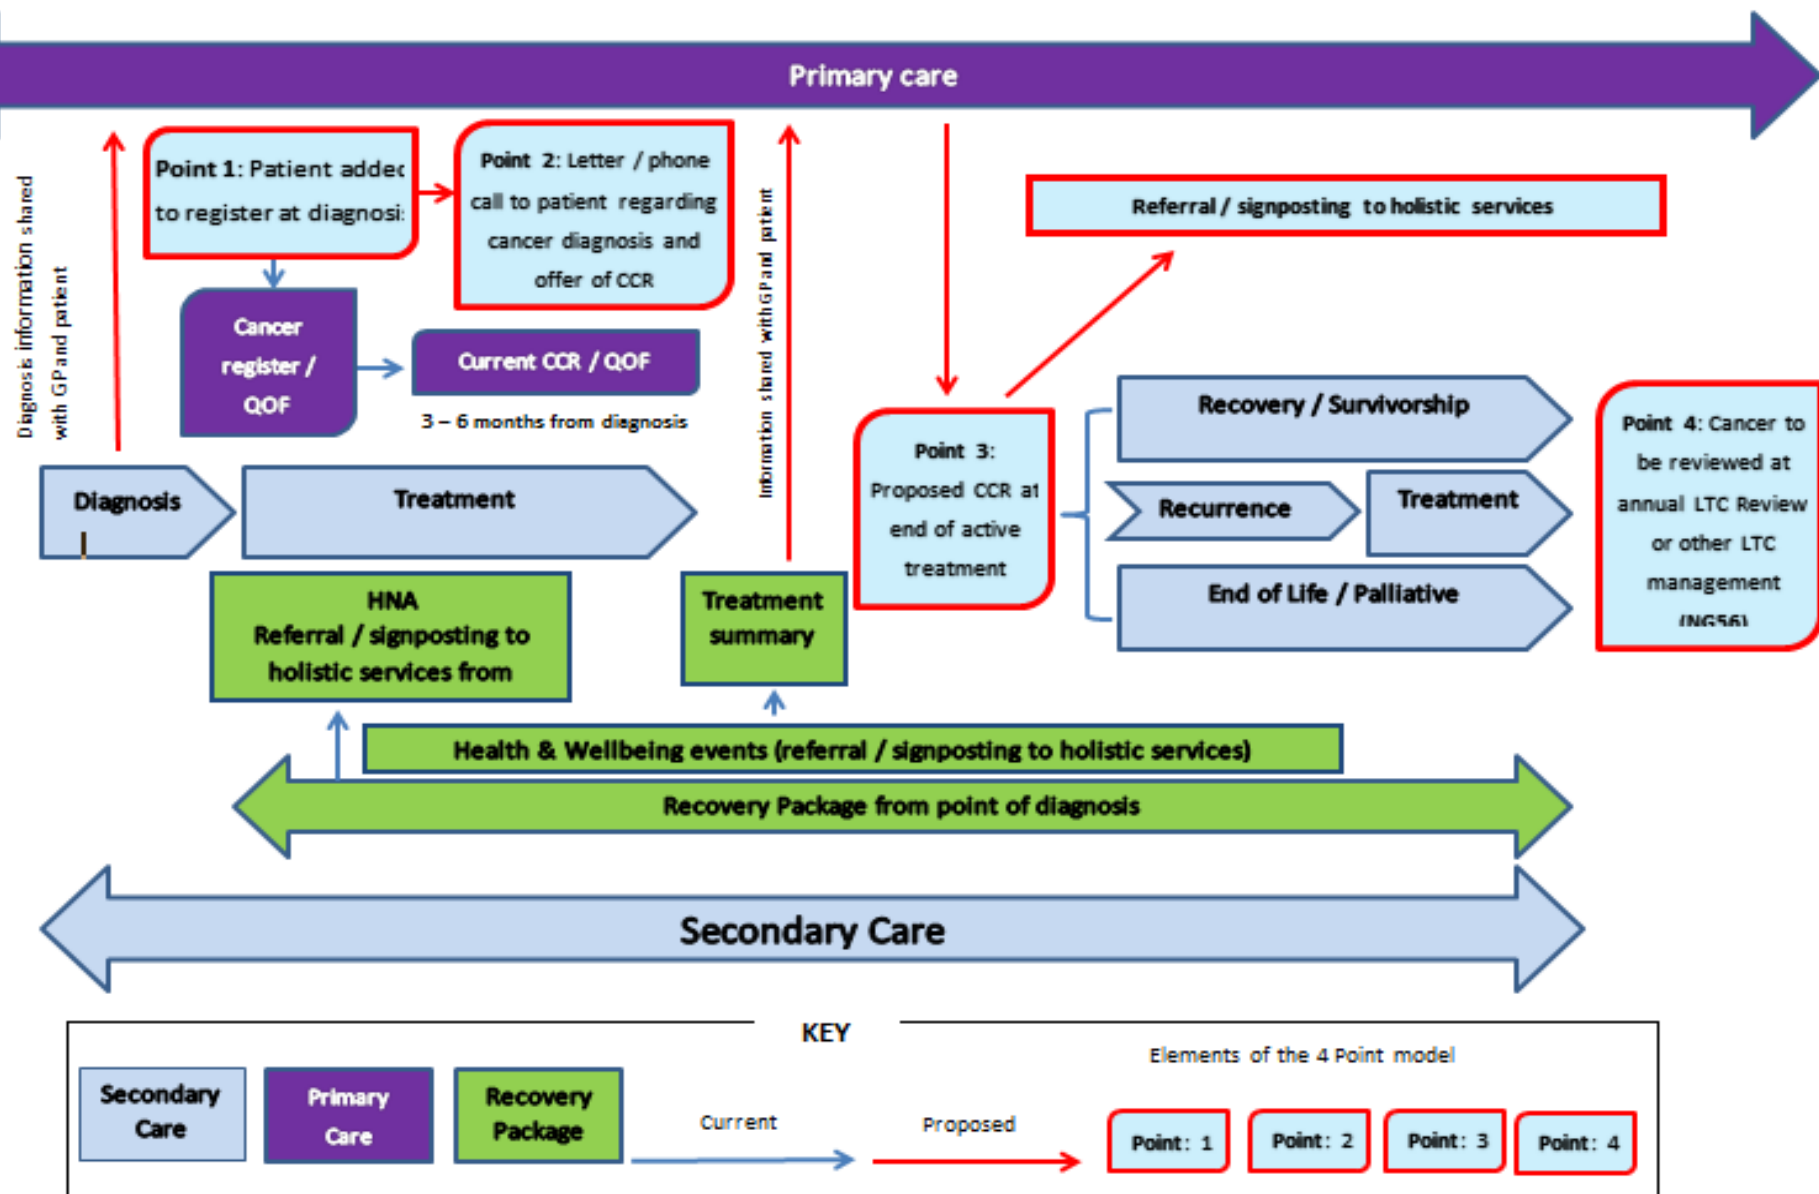 Primary care
Diagnosis information shared
with GP and patient
Point 1: Patient added
to register at diagnosi
Point 2: Letter / phone
call to patient regarding
cancer diagnosis and
offer of CCR
Information shared with GP and patient
Referral / signposting to holistic services
Cancer
register /
QOF
Current CCR / QOF
3 – 6 months from diagnosis
Diagnosis
Treatment
Point 3:
Proposed CCR at
end of active
treatment
Recovery / Survivorship
Recurrence
Treatment
End of Life / Palliative
Point 4: Cancer to
be reviewed at
annual LTC Review
or other LTC
management
(NG56)
HNA
Referral / signposting to
holistic services from
Treatment
summary
Health & Wellbeing events (referral / signposting to holistic services)
Recovery Package from point of diagnosis
Secondary Care
KEY
Elements of the 4 Point model
Secondary
Care
Primary
Care
Recovery
Package
Current
Proposed
Point: 1
Point: 2
Point: 3
Point: 4